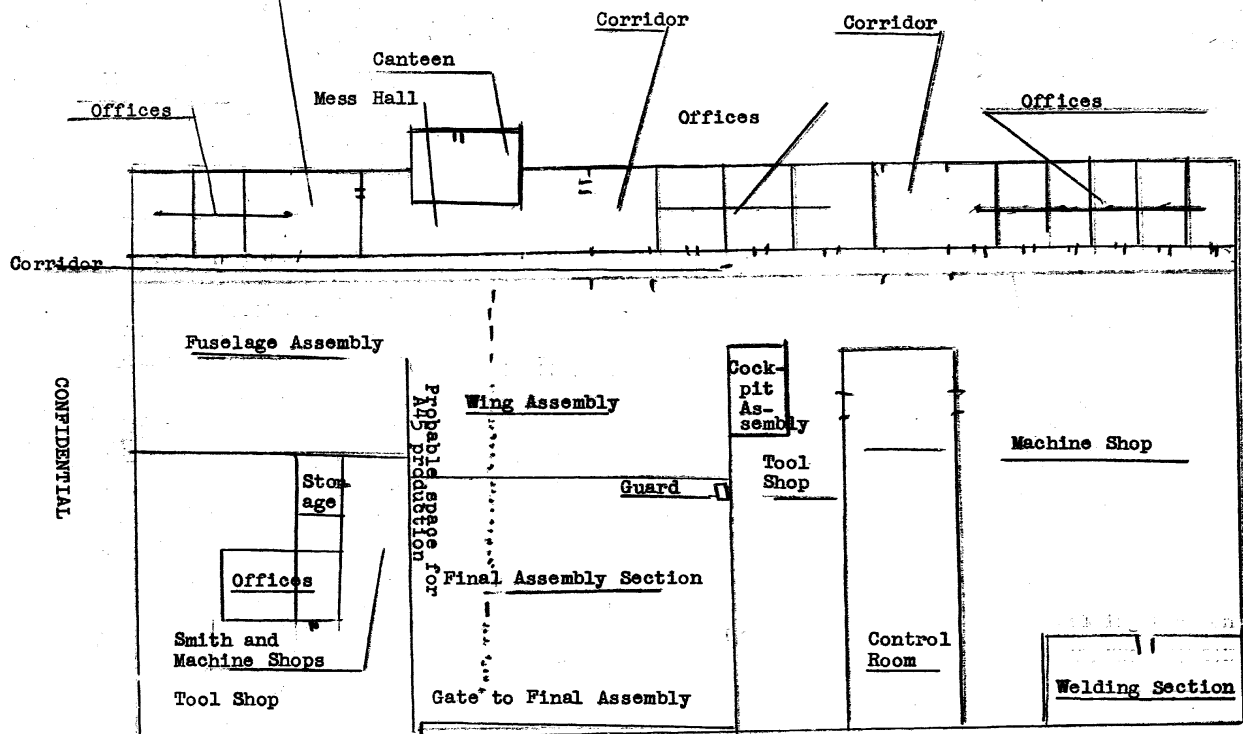 Corridor
Corridor
Canteen
Mess Hall
Offices
Offices
Offices
Corridor
Fuselage Assembly
CONFIDENTIAL
Probable space for
A45 production
Wing Assembly
Cock-
pit
As-
sembly
Machine Shop
Tool
Shop
Stor
age
Guard
Offices
Final Assembly Section
Smith and
Machine Shops
Control
Room
Welding Section
Tool Shop
Gate to Final Assembly